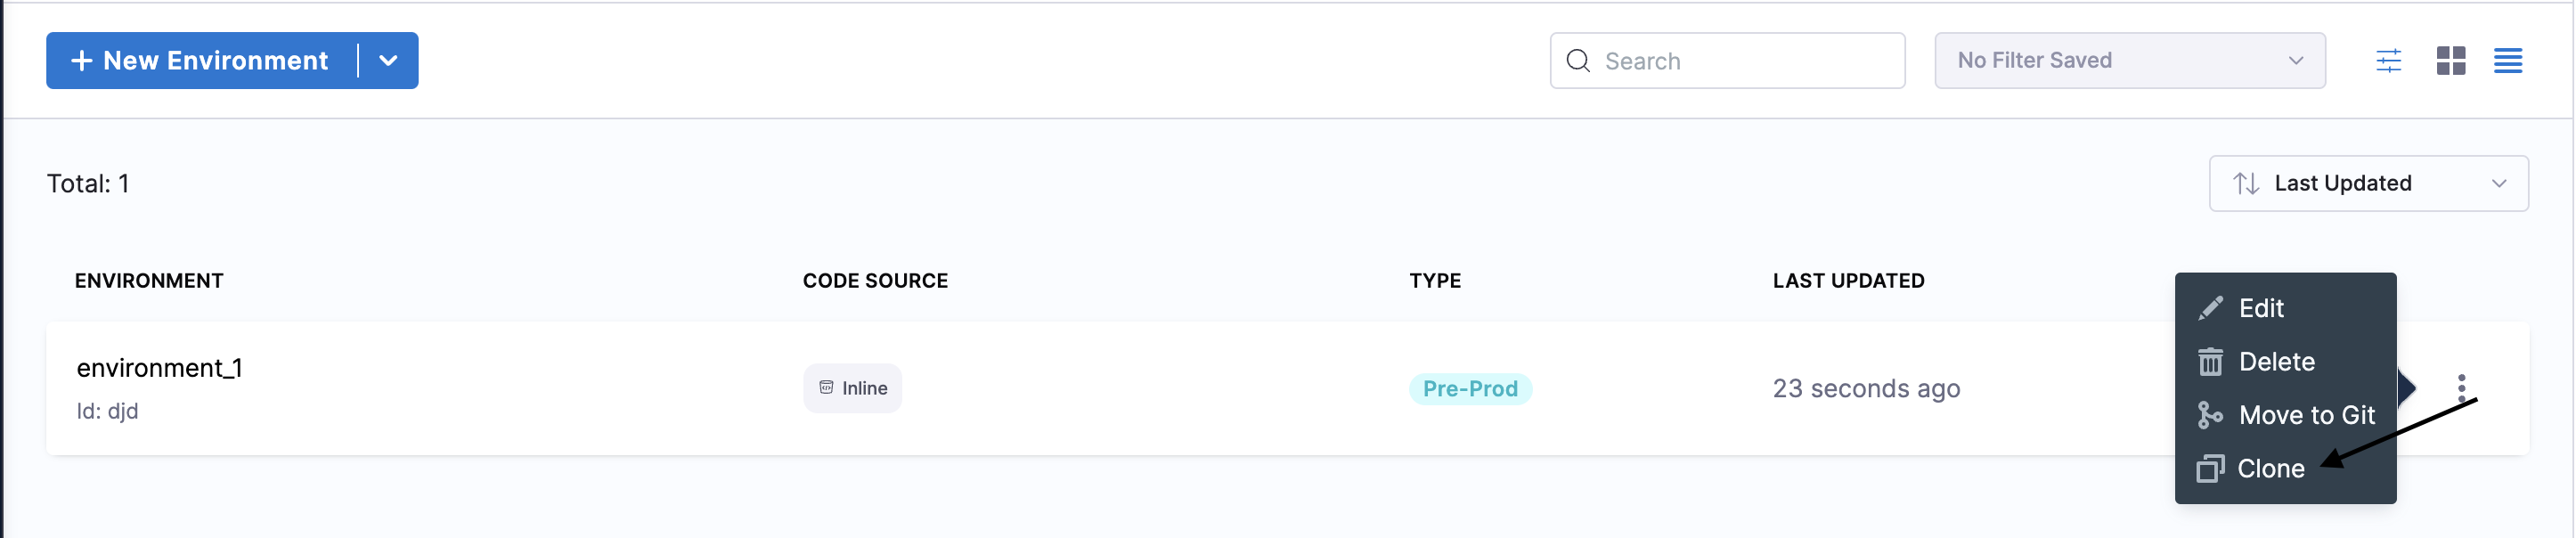 + New Environment
Search
No Filter Saved
Total: 1
Last Updated
ENVIRONMENT CODE SOURCE TYPE LAST UPDATED
environment_1
Id: djd
Inline
Pre-Prod
23 seconds ago
Edit
Delete
Move to Git
Clone